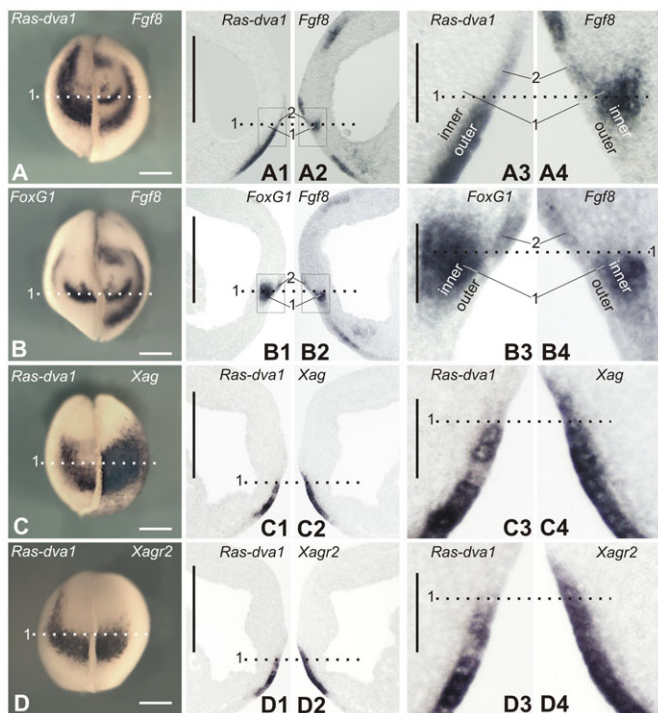 Ras-dva1 Fgf8 Ras-dva1 Fgf8 Ras-dva1 Fgf8
1 2 1 1 2 1
inner outer inner outer
A A1 A2 A3 A4
FoxG1 Fgf8 FoxG1 Fgf8 FoxG1 Fgf8
1 2 1 1 2 1
inner outer inner outer
B B1 B2 B3 B4
Ras-dva1 Xag Ras-dva1 Xag Ras-dva1 Xag
1 1 1
C C1 C2 C3 C4
Ras-dva1 Xagr2 Ras-dva1 Xagr2 Ras-dva1 Xagr2
1 1 1
D D1 D2 D3 D4